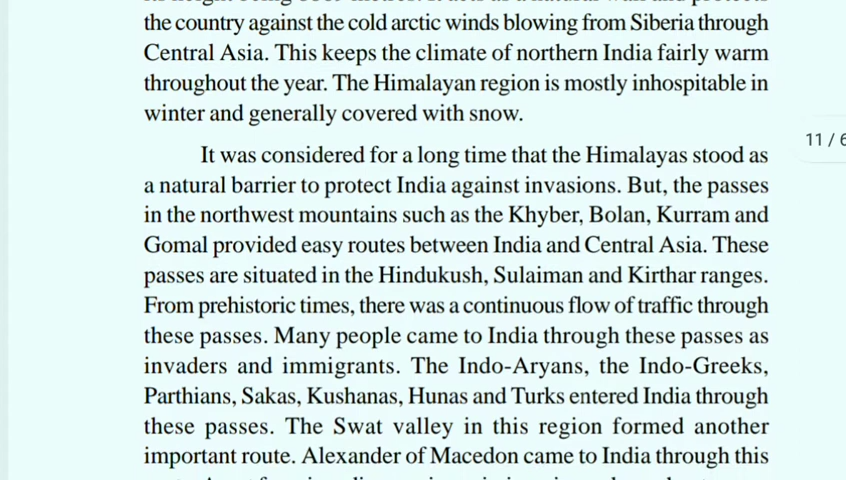 the country against the cold arctic winds blowing from Siberia through
Central Asia. This keeps the climate of northern India fairly warm
throughout the year. The Himalayan region is mostly inhospitable in
winter and generally covered with snow.
It was considered for a long time that the Himalayas stood as
a natural barrier to protect India against invasions. But, the passes
in the northwest mountains such as the Khyber, Bolan, Kurram and
Gomal provided easy routes between India and Central Asia. These
passes are situated in the Hindukush, Sulaiman and Kirthar ranges.
From prehistoric times, there was a continuous flow of traffic through
these passes. Many people came to India through these passes as
invaders and immigrants. The Indo-Aryans, the Indo-Greeks,
Parthians, Sakas, Kushanas, Hunas and Turks entered India through
these passes. The Swat valley in this region formed another
important route. Alexander of Macedon came to India through this
11 / 6